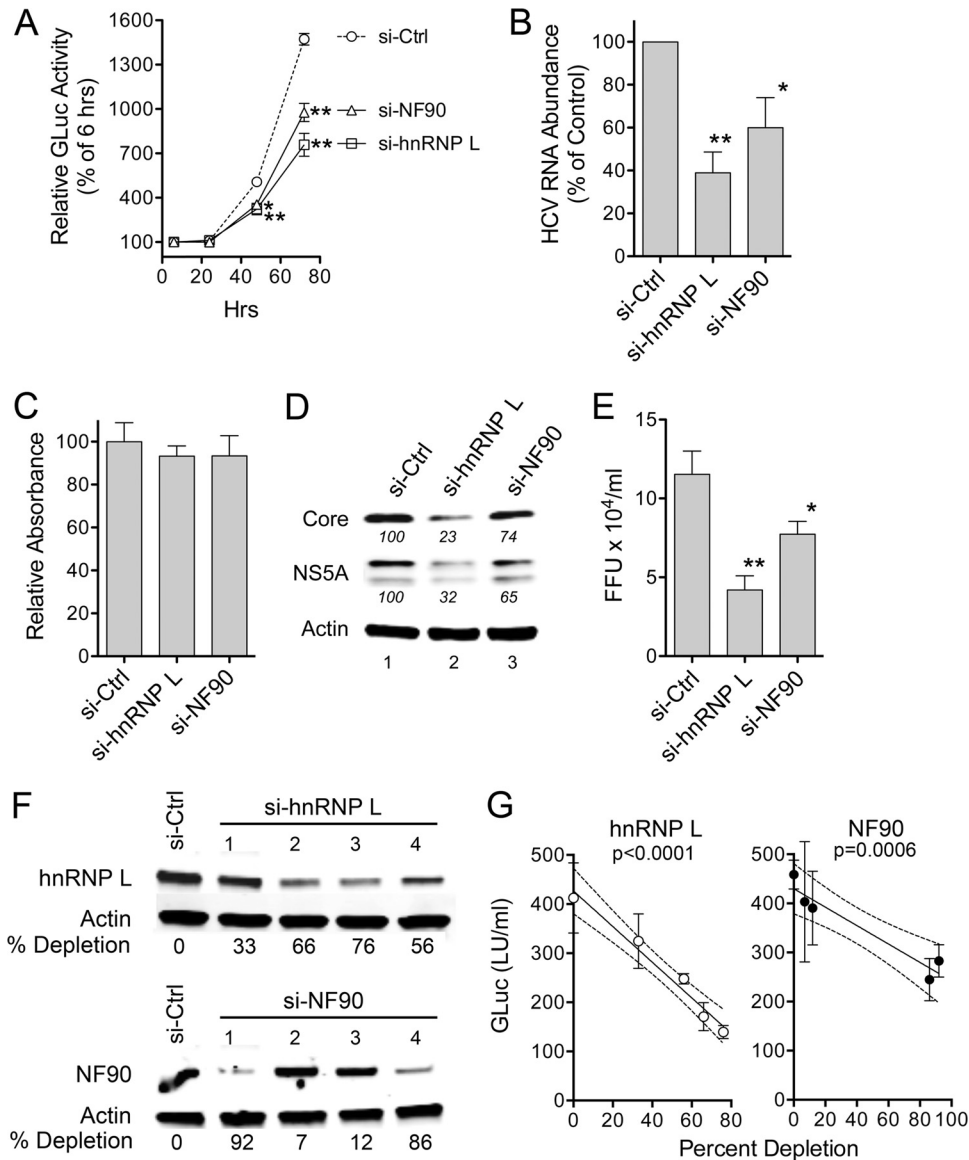 A
Relative GLuc Activity
(% of 6 hrs)
1600
1300
1000
700
400
100
0 20 40 60 80
Hrs
si-Ctrl
si-NF90
si-hnRNP L
**
**
*
**
B
HCV RNA Abundance
(% of Control)
100
80
60
40
20
0
**
*
si-Ctrl
si-hnRNP L
si-NF90
C
Relative Absorbance
100
80
60
40
20
0
si-Ctrl
si-hnRNP L
si-NF90
D
si-Ctrl
si-hnRNP L
si-NF90
Core
100 23 74
NS5A
100 32 65
Actin
1 2 3
E
FFU x 10⁴/ml
15
10
5
0
**
*
si-Ctrl
si-hnRNP L
si-NF90
F
si-Ctrl
si-hnRNP L
1 2 3 4
hnRNP L
Actin
% Depletion 0 33 66 76 56
si-Ctrl
si-NF90
1 2 3 4
NF90
Actin
% Depletion 0 92 7 12 86
G
hnRNP L
p<0.0001
GLuc (LU/ml)
500
400
300
200
100
0
0 20 40 60 80
NF90
p=0.0006
500
400
300
200
100
0
0 20 40 60 80 100
Percent Depletion